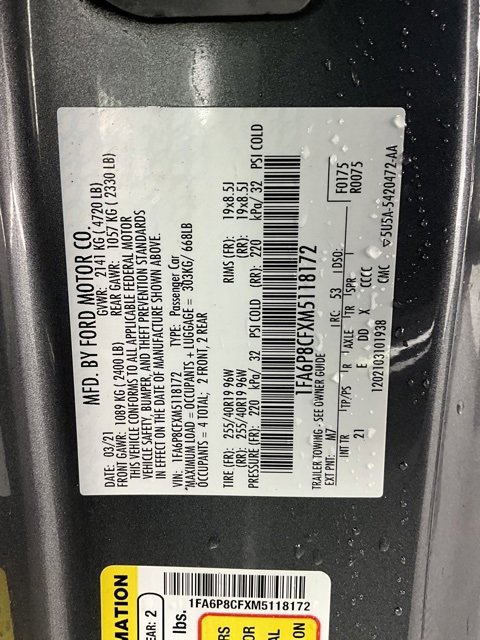 MFD. BY FORD MOTOR CO.
DATE: 03/21 GVWR: 2141 KG ( 4720 LB)
FRONT GAWR: 1089 KG ( 2400 LB) REAR GAWR: 1057 KG ( 2330 LB)
THIS VEHICLE CONFORMS TO ALL APPLICABLE FEDERAL MOTOR
VEHICLE SAFETY, BUMPER, AND THEFT PREVENTION STANDARDS
IN EFFECT ON THE DATE OF MANUFACTURE SHOWN ABOVE.
VIN: 1FA6P8CFXM5118172 TYPE: Passenger Car
*MAXIMUM LOAD = OCCUPANTS + LUGGAGE = 303KG/ 668LB
OCCUPANTS = 4 TOTAL; 2 FRONT, 2 REAR
TIRE (FR): 255/40R19 96W RIMS (FR): 19x8.5J
(RR): 255/40R19 96W (RR): 19x8.5J
PRESSURE (FR): 220 kPa/ 32 PSI COLD (RR): 220 kPa/ 32 PSI COLD
1FA6P8CFXM5118172
TRAILER TOWING - SEE OWNER GUIDE
F0175
R0075
EXT PNT: M7 RC: 53 DSO:
INT TR TP/PS R AXLE TR SPR
21 E DD X CCCC
1202103101938 CMC 5U5A-5420472-AA
1FA6P8CFXM5118172
MATION
EAR: 2
lbs.